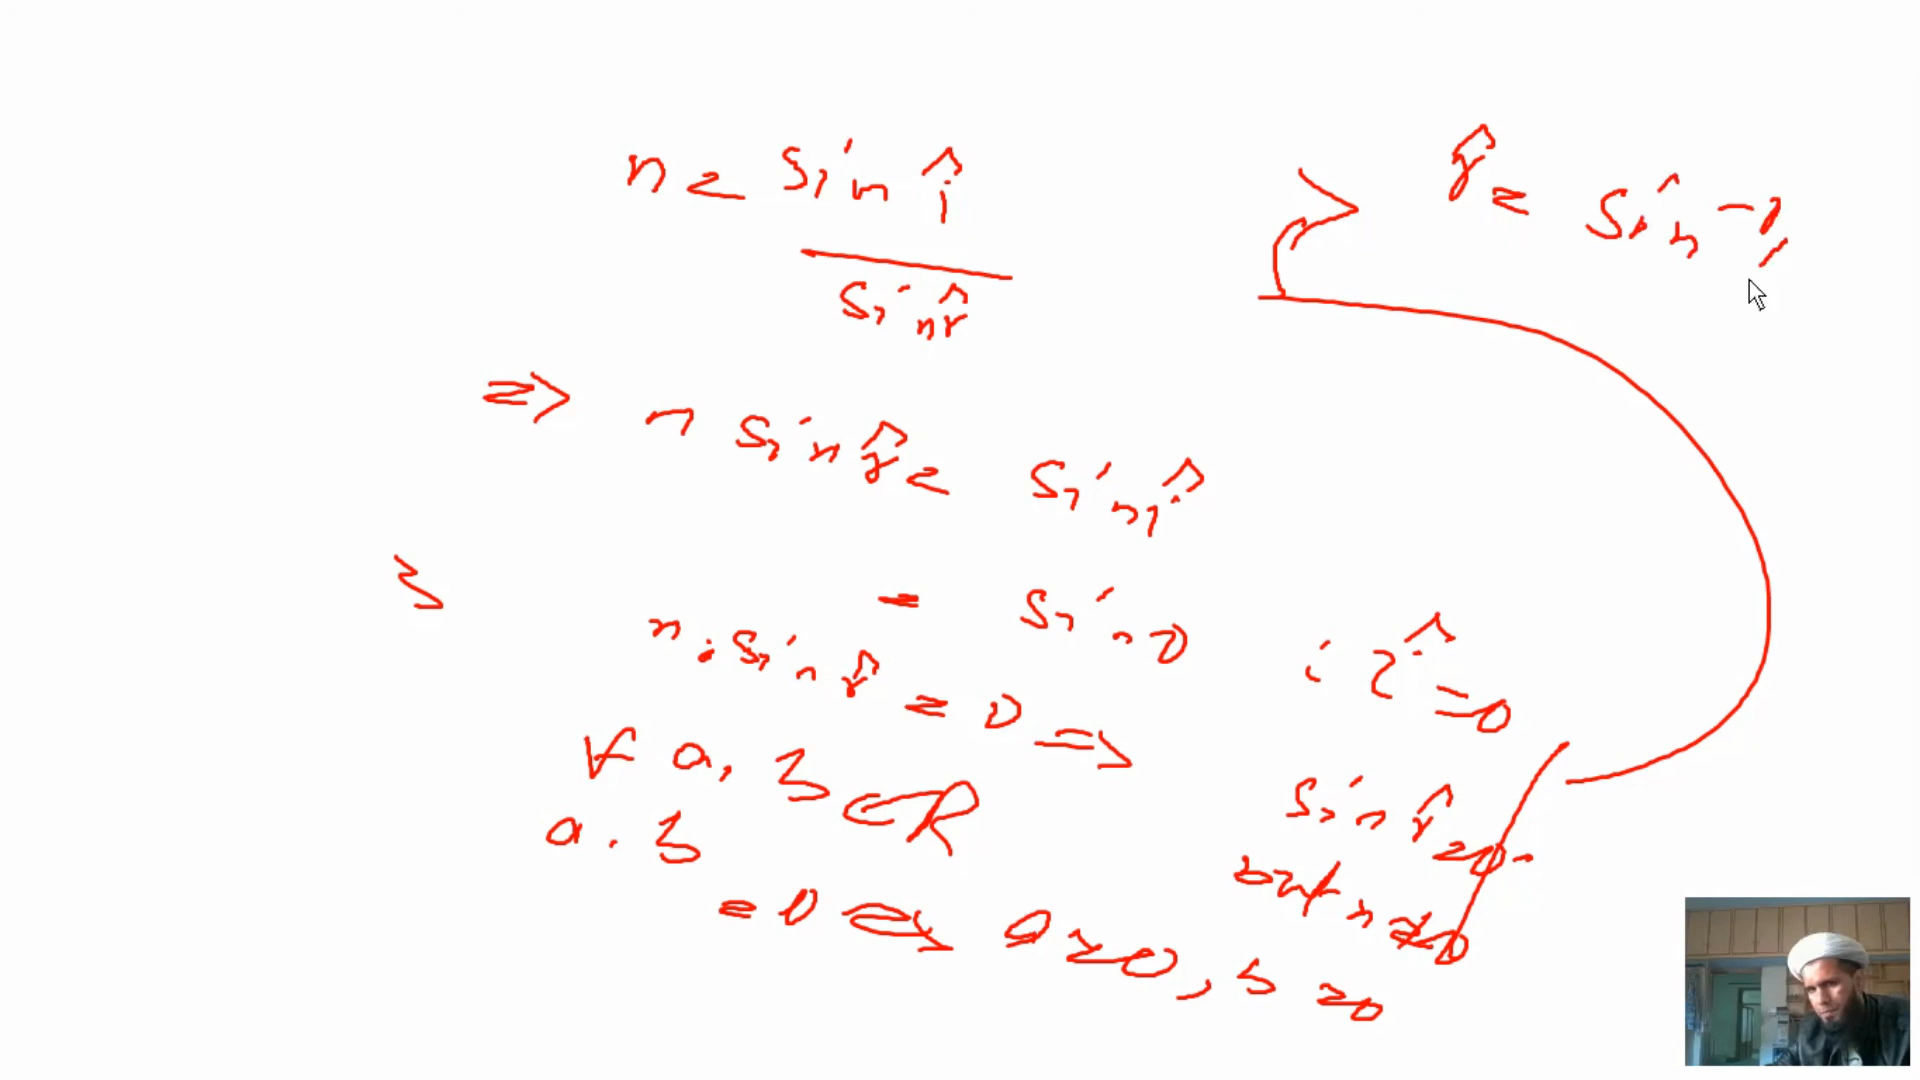 n = sin î
sin r̂
⇒ n sin r̂ = sin î
= sin 0
n . sin r̂ = 0 ⇒
∀ a, b ∈ R
a . b
= 0 ⇔ a = 0, b = 0
; î = 0
sin r̂ = 0
but n ≠ 0
⇒ r̂ = sin⁻¹